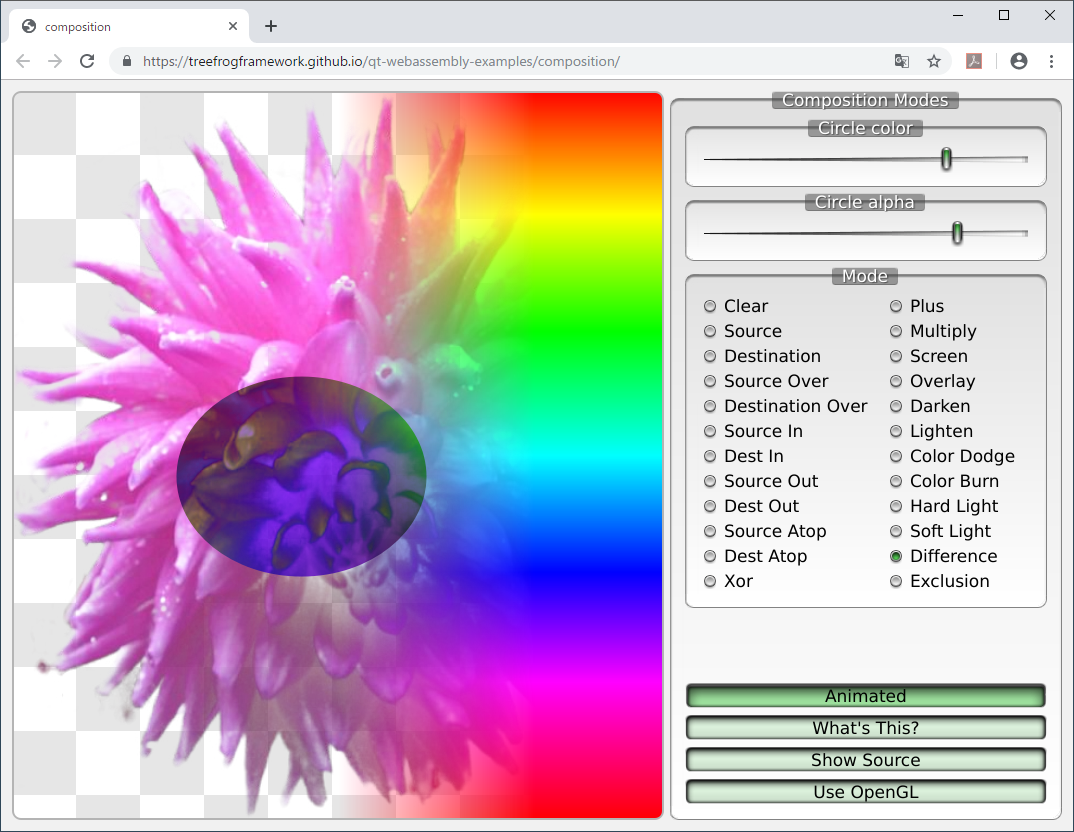 composition
https://treefrogframework.github.io/qt-webassembly-examples/composition/
Composition Modes
Circle color
Circle alpha
Mode
Clear
Source
Destination
Source Over
Destination Over
Source In
Dest In
Source Out
Dest Out
Source Atop
Dest Atop
Xor
Plus
Multiply
Screen
Overlay
Darken
Lighten
Color Dodge
Color Burn
Hard Light
Soft Light
Difference
Exclusion
Animated
What's This?
Show Source
Use OpenGL